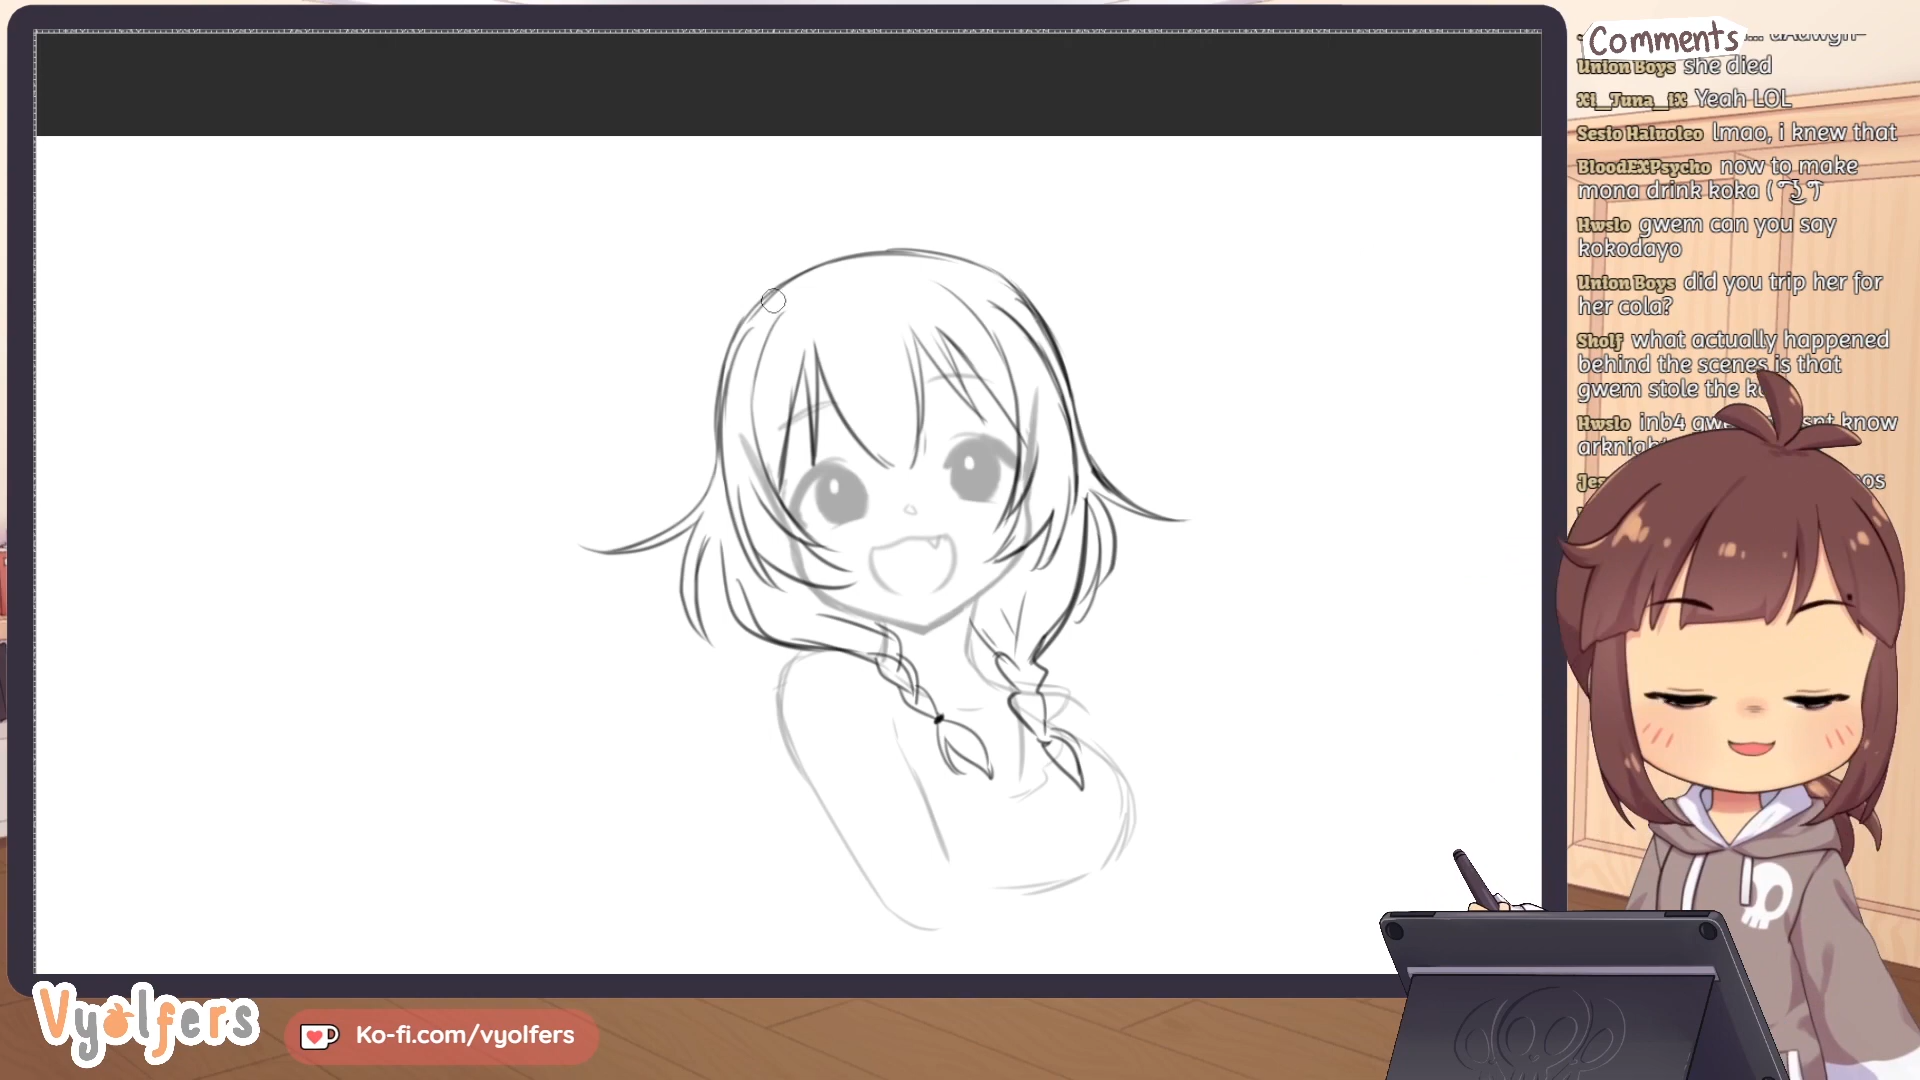 Comments
Union Boys she died
Xi_Tuna_iX Yeah LOL
Sesto Haluoleo lmao, i knew that
BloodEXPsycho now to make
mona drink koka ( ͡° ͜ʖ ͡°)
Hwslo gwem can you say
kokodayo
Union Boys did you trip her for
her cola?
Sholf what actually happened
behind the scenes is that
gwem stole the
Hwslo inb4 know
Vyolfers
Ko-fi.com/vyolfers